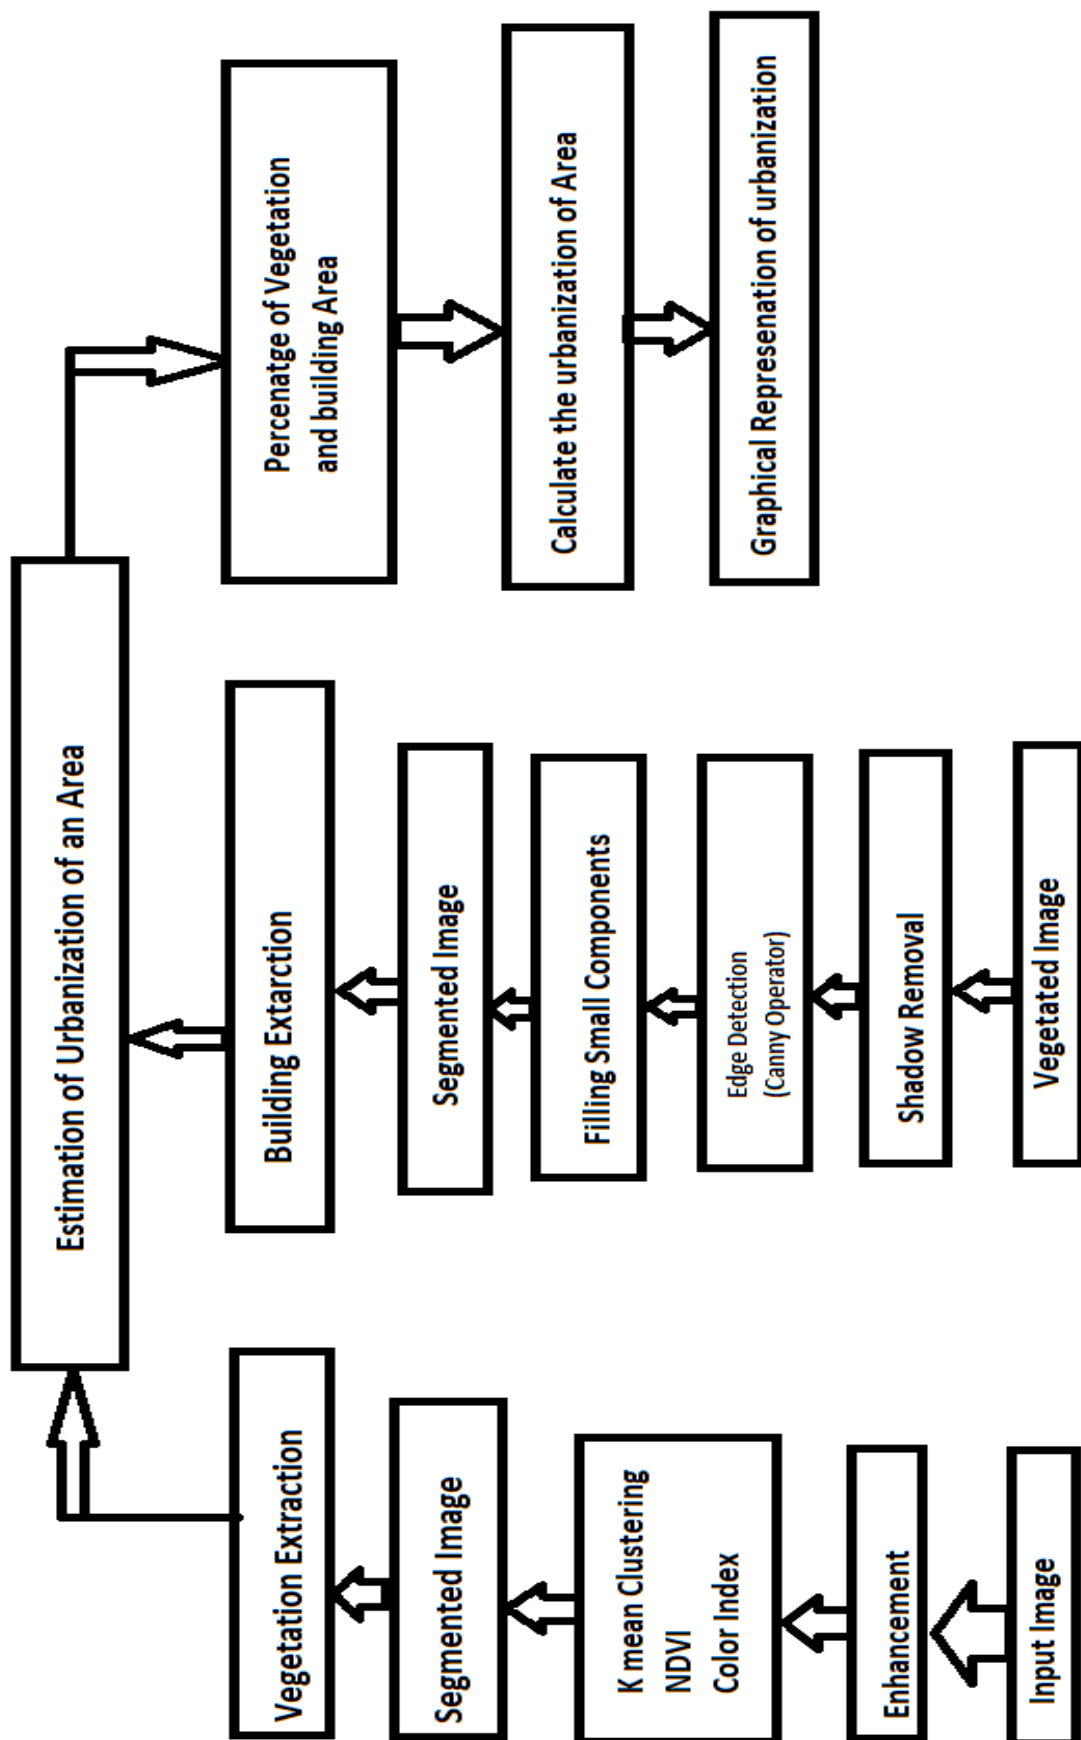 Estimation of Urbanization of an Area
Vegetation Extraction
Segmented Image
K mean Clustering
NDVI
Color Index
Enhancement
Input Image
Building Extarction
Segmented Image
Filling Small Components
Edge Detection
(Canny Operator)
Shadow Removal
Vegetated Image
Percenatge of Vegetation
and building Area
Calculate the urbanization of Area
Graphical Represenation of urbanization